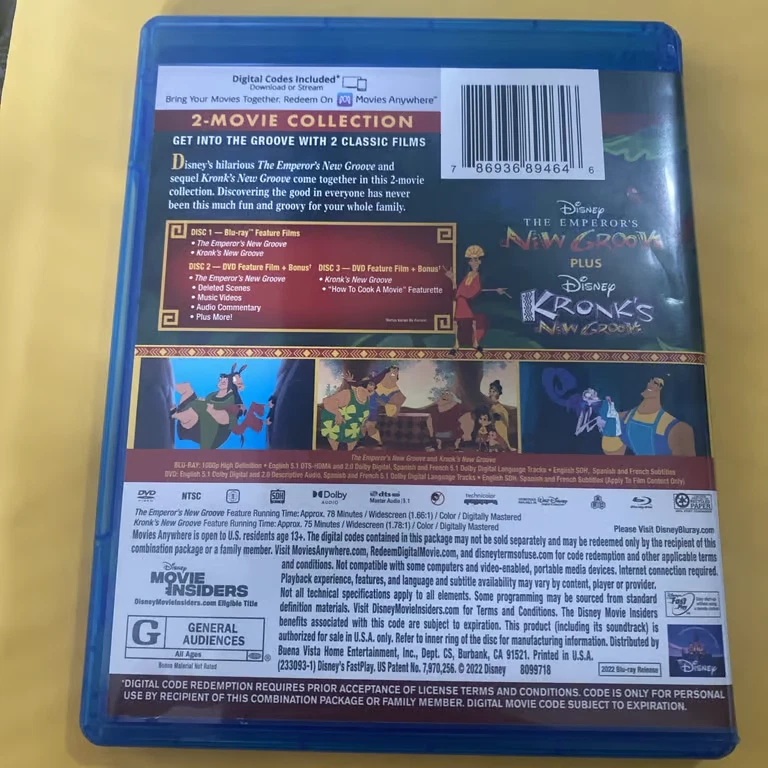 Digital Codes Included*
Download or Stream
Bring Your Movies Together. Redeem On Movies Anywhere™
2-MOVIE COLLECTION
GET INTO THE GROOVE WITH 2 CLASSIC FILMS
Disney's hilarious The Emperor's New Groove and
sequel Kronk's New Groove come together in this 2-movie
collection. Discovering the good in everyone has never
been this much fun and groovy for your whole family.
7 86936 89464 6
DISC 1 — Blu-ray™ Feature Films
• The Emperor's New Groove
• Kronk's New Groove
DISC 2 — DVD Feature Film + Bonus†
• The Emperor's New Groove
• Deleted Scenes
• Music Videos
• Audio Commentary
• Plus More!
DISC 3 — DVD Feature Film + Bonus†
• Kronk's New Groove
• "How To Cook A Movie" Featurette
DISNEY
THE EMPEROR'S
NEW GROOVE
PLUS
DISNEY
KRONK'S
NEW GROOVE
The Emperor's New Groove and Kronk's New Groove
BLU-RAY: 1080p High Definition • English 5.1 DTS-HDMA and 2.0 Dolby Digital, Spanish and French 5.1 Dolby Digital Language Tracks • English SDH, Spanish and French Subtitles
DVD: English 5.1 Dolby Digital and 2.0 Descriptive Audio, Spanish and French 5.1 Dolby Digital Language Tracks • English SDH, Spanish and French Subtitles (Apply To Film Content Only)
DVD VIDEO NTSC 1 SDH Dolby AUDIO dts-HD Master Audio | 5.1 technicolor Walt Disney Blu-ray
The Emperor's New Groove Feature Running Time: Approx. 78 Minutes / Widescreen (1.66:1) / Color / Digitally Mastered
Kronk's New Groove Feature Running Time: Approx. 75 Minutes / Widescreen (1.78:1) / Color / Digitally Mastered
Please Visit DisneyBluray.com
Movies Anywhere is open to U.S. residents age 13+. The digital codes contained in this package may not be sold separately and may be redeemed only by the recipient of this
combination package or a family member. Visit MoviesAnywhere.com, RedeemDigitalMovie.com, and disneytermsofuse.com for code redemption and other applicable terms
and conditions. Not compatible with some computers and video-enabled, portable media devices. Internet connection required.
Playback experience, features, and language and subtitle availability may vary by content, player or provider.
Not all technical specifications apply to all elements. Some programming may be sourced from standard
definition materials. Visit DisneyMovieInsiders.com for Terms and Conditions. The Disney Movie Insiders
benefits associated with this code are subject to expiration. This product (including its soundtrack) is
authorized for sale in U.S.A. only. Refer to inner ring of the disc for manufacturing information. Distributed by
Buena Vista Home Entertainment, Inc., Dept. CS, Burbank, CA 91521. Printed in U.S.A.
(233093-1) Disney's FastPlay. US Patent No. 7,970,256. © 2022 Disney 8099718
Disney
MOVIE
INSIDERS
DisneyMovieInsiders.com Eligible Title
G GENERAL
AUDIENCES
All Ages
®
Bonus Material Not Rated
Fast Play
2022 Blu-ray Release
DISNEY
*DIGITAL CODE REDEMPTION REQUIRES PRIOR ACCEPTANCE OF LICENSE TERMS AND CONDITIONS. CODE IS ONLY FOR PERSONAL
USE BY RECIPIENT OF THIS COMBINATION PACKAGE OR FAMILY MEMBER. DIGITAL MOVIE CODE SUBJECT TO EXPIRATION.